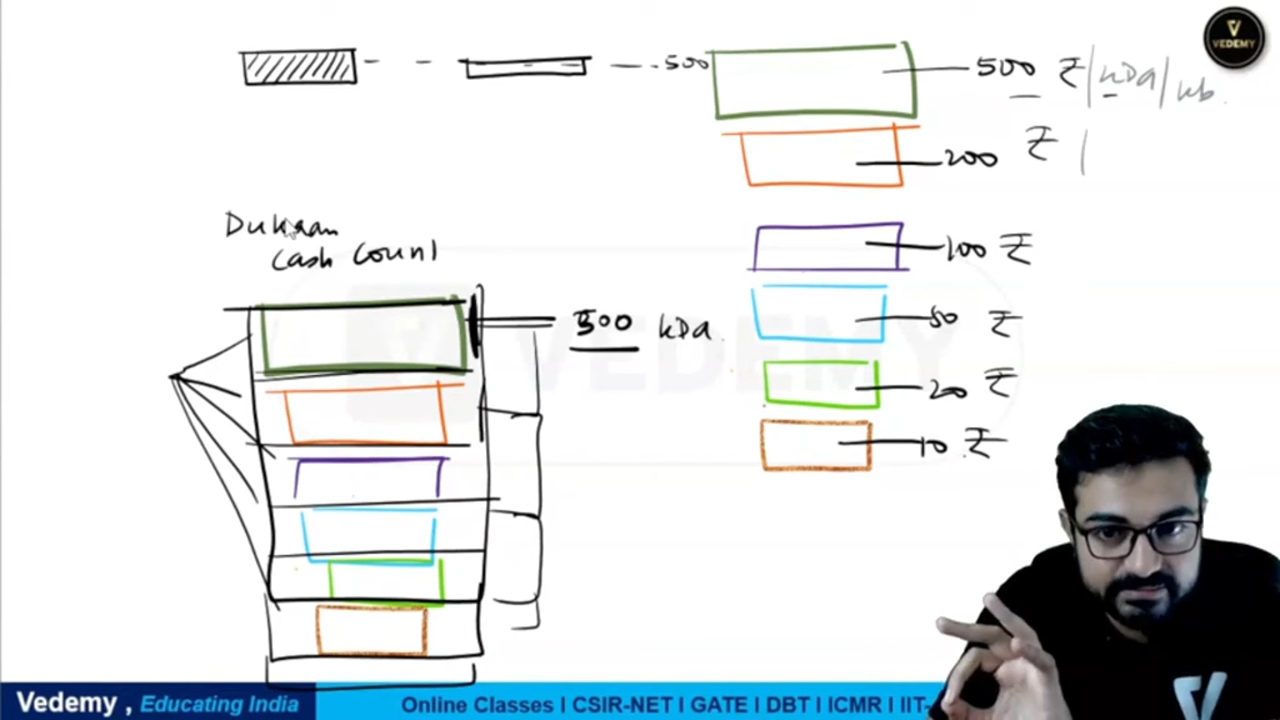 VEDEMY
500
500 ₹/kDa/kb.
200 ₹
Dukaan
Cash Count
100 ₹
500 kDa
50 ₹
20 ₹
10 ₹
VEDEMY
Vedemy , Educating India
Online Classes I CSIR-NET I GATE I DBT I ICMR I IIT-